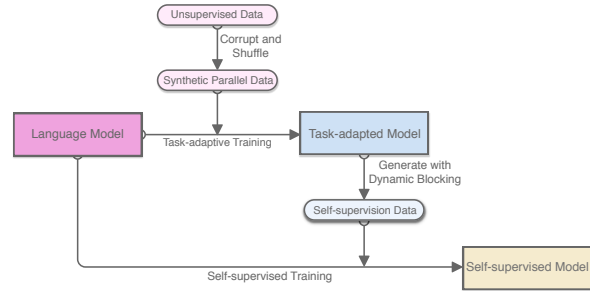 Unsupervised Data
Corrupt and
Shuffle
Synthetic Parallel Data
Language Model
Task-adaptive Training
Task-adapted Model
Generate with
Dynamic Blocking
Self-supervision Data
Self-supervised Model
Self-supervised Training